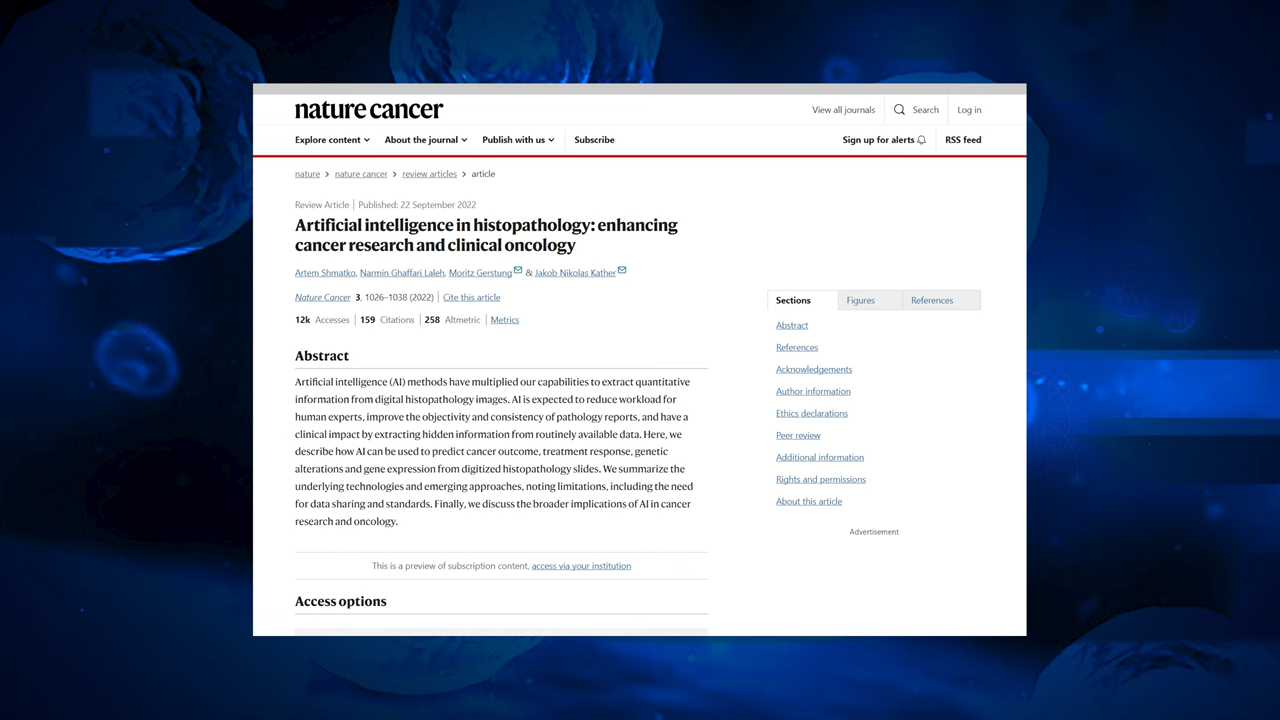 nature cancer
View all journals
Search
Log in
Explore content
About the journal
Publish with us
Subscribe
Sign up for alerts
RSS feed
nature > nature cancer > review articles > article
Review Article | Published: 22 September 2022
Artificial intelligence in histopathology: enhancing
cancer research and clinical oncology
Artem Shmatko, Narmin Ghaffari Laleh, Moritz Gerstung & Jakob Nikolas Kather
Nature Cancer 3, 1026–1038 (2022) | Cite this article
12k Accesses | 159 Citations | 258 Altmetric | Metrics
Abstract
Artificial intelligence (AI) methods have multiplied our capabilities to extract quantitative
information from digital histopathology images. AI is expected to reduce workload for
human experts, improve the objectivity and consistency of pathology reports, and have a
clinical impact by extracting hidden information from routinely available data. Here, we
describe how AI can be used to predict cancer outcome, treatment response, genetic
alterations and gene expression from digitized histopathology slides. We summarize the
underlying technologies and emerging approaches, noting limitations, including the need
for data sharing and standards. Finally, we discuss the broader implications of AI in cancer
research and oncology.
This is a preview of subscription content, access via your institution
Access options
Sections
Figures
References
Abstract
References
Acknowledgements
Author information
Ethics declarations
Peer review
Additional information
Rights and permissions
About this article
Advertisement